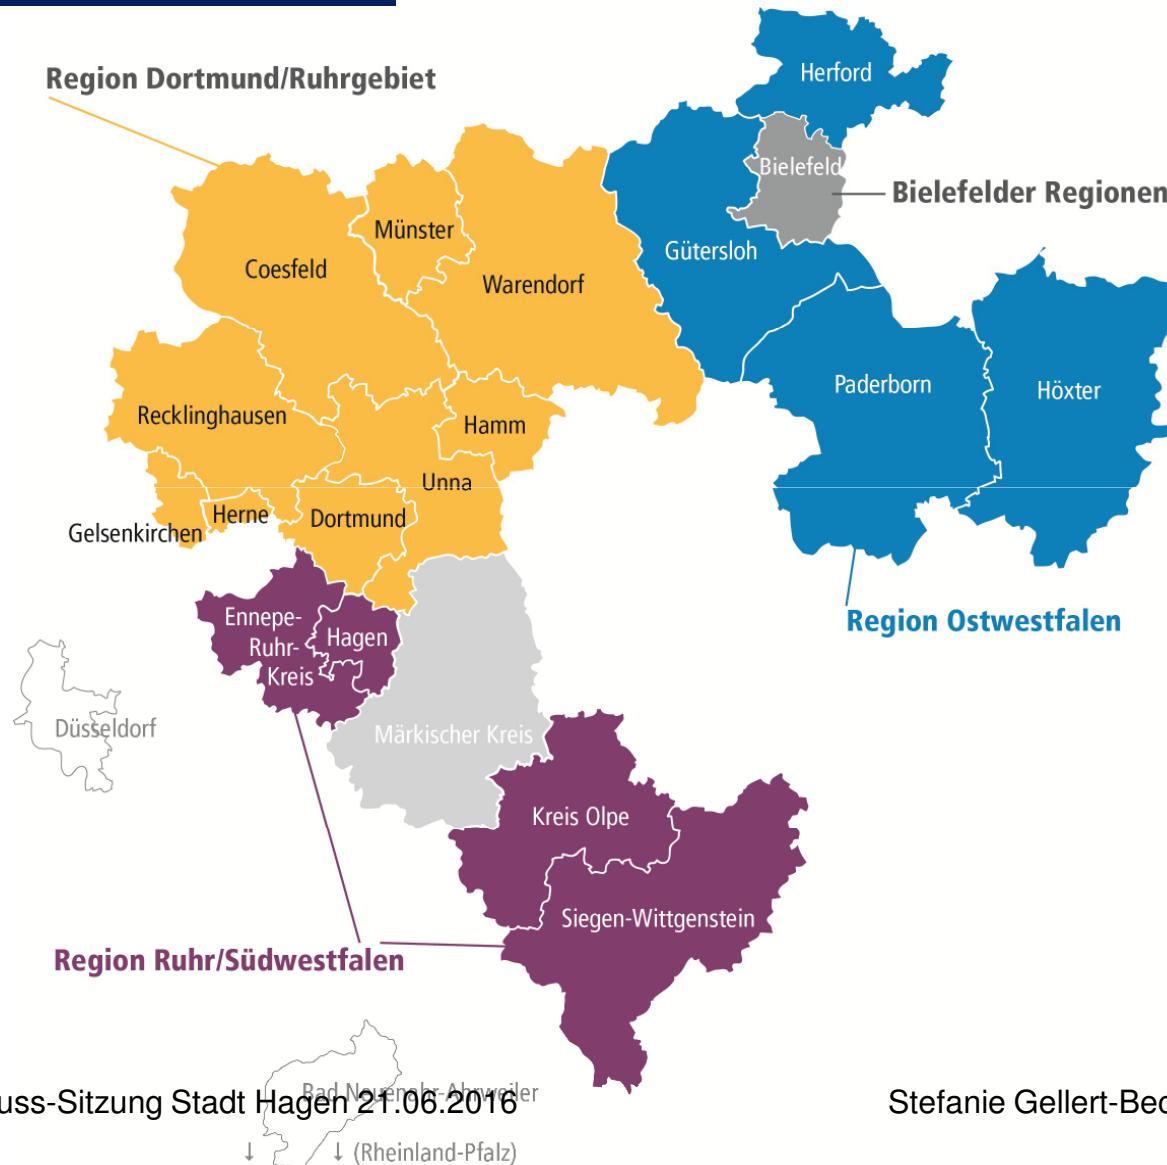 Region Dortmund/Ruhrgebiet
Herford
Bielefeld
Bielefelder Regionen
Münster
Gütersloh
Coesfeld
Warendorf
Paderborn
Höxter
Recklinghausen
Hamm
Unna
Herne
Dortmund
Gelsenkirchen
Region Ostwestfalen
Ennepe-
Ruhr-
Kreis
Hagen
Düsseldorf
Märkischer Kreis
Kreis Olpe
Siegen-Wittgenstein
Region Ruhr/Südwestfalen
Bad Neuenahr-Ahrweiler
uss-Sitzung Stadt Hagen 21.06.2016
Stefanie Gellert-Bec
↓ ↓ (Rheinland-Pfalz)